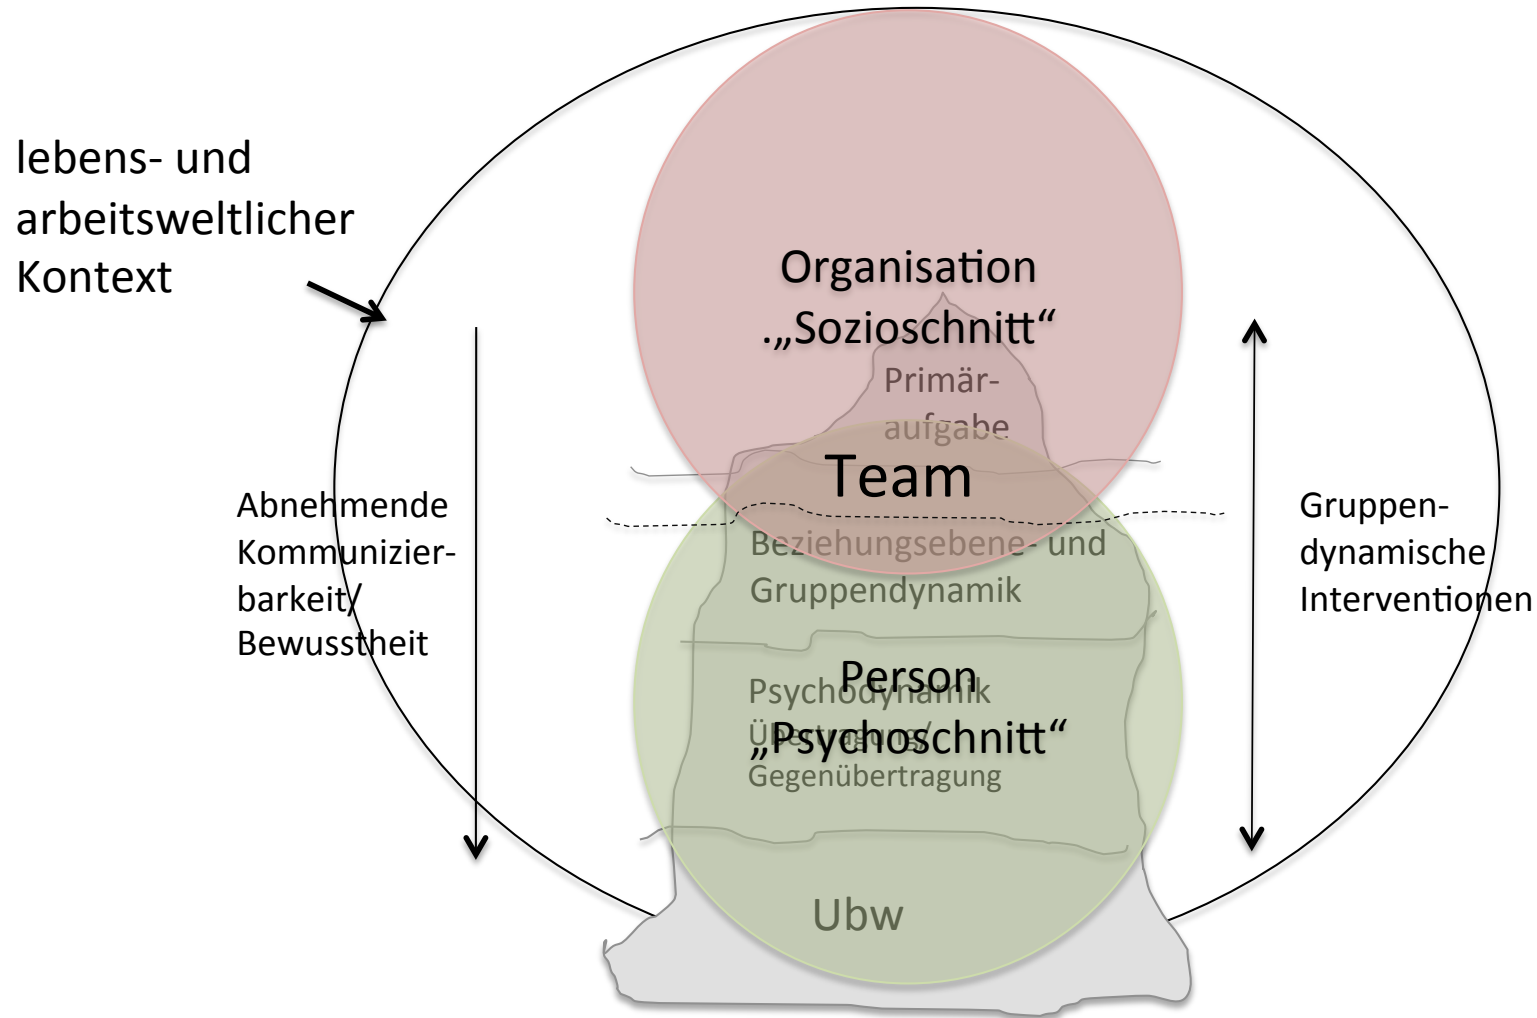 lebens- und
arbeitsweltlicher
Kontext
Organisation
.„Sozioschnitt“
Primär-
aufgabe
Team
Abnehmende
Kommunizier-
barkeit/
Bewusstheit
Gruppen-
dynamische
Interventionen
Beziehungsebene- und
Gruppendynamik
Person
„Psychoschnitt“
Psychodynamik
Übertragung/
Gegenübertragung
Ubw